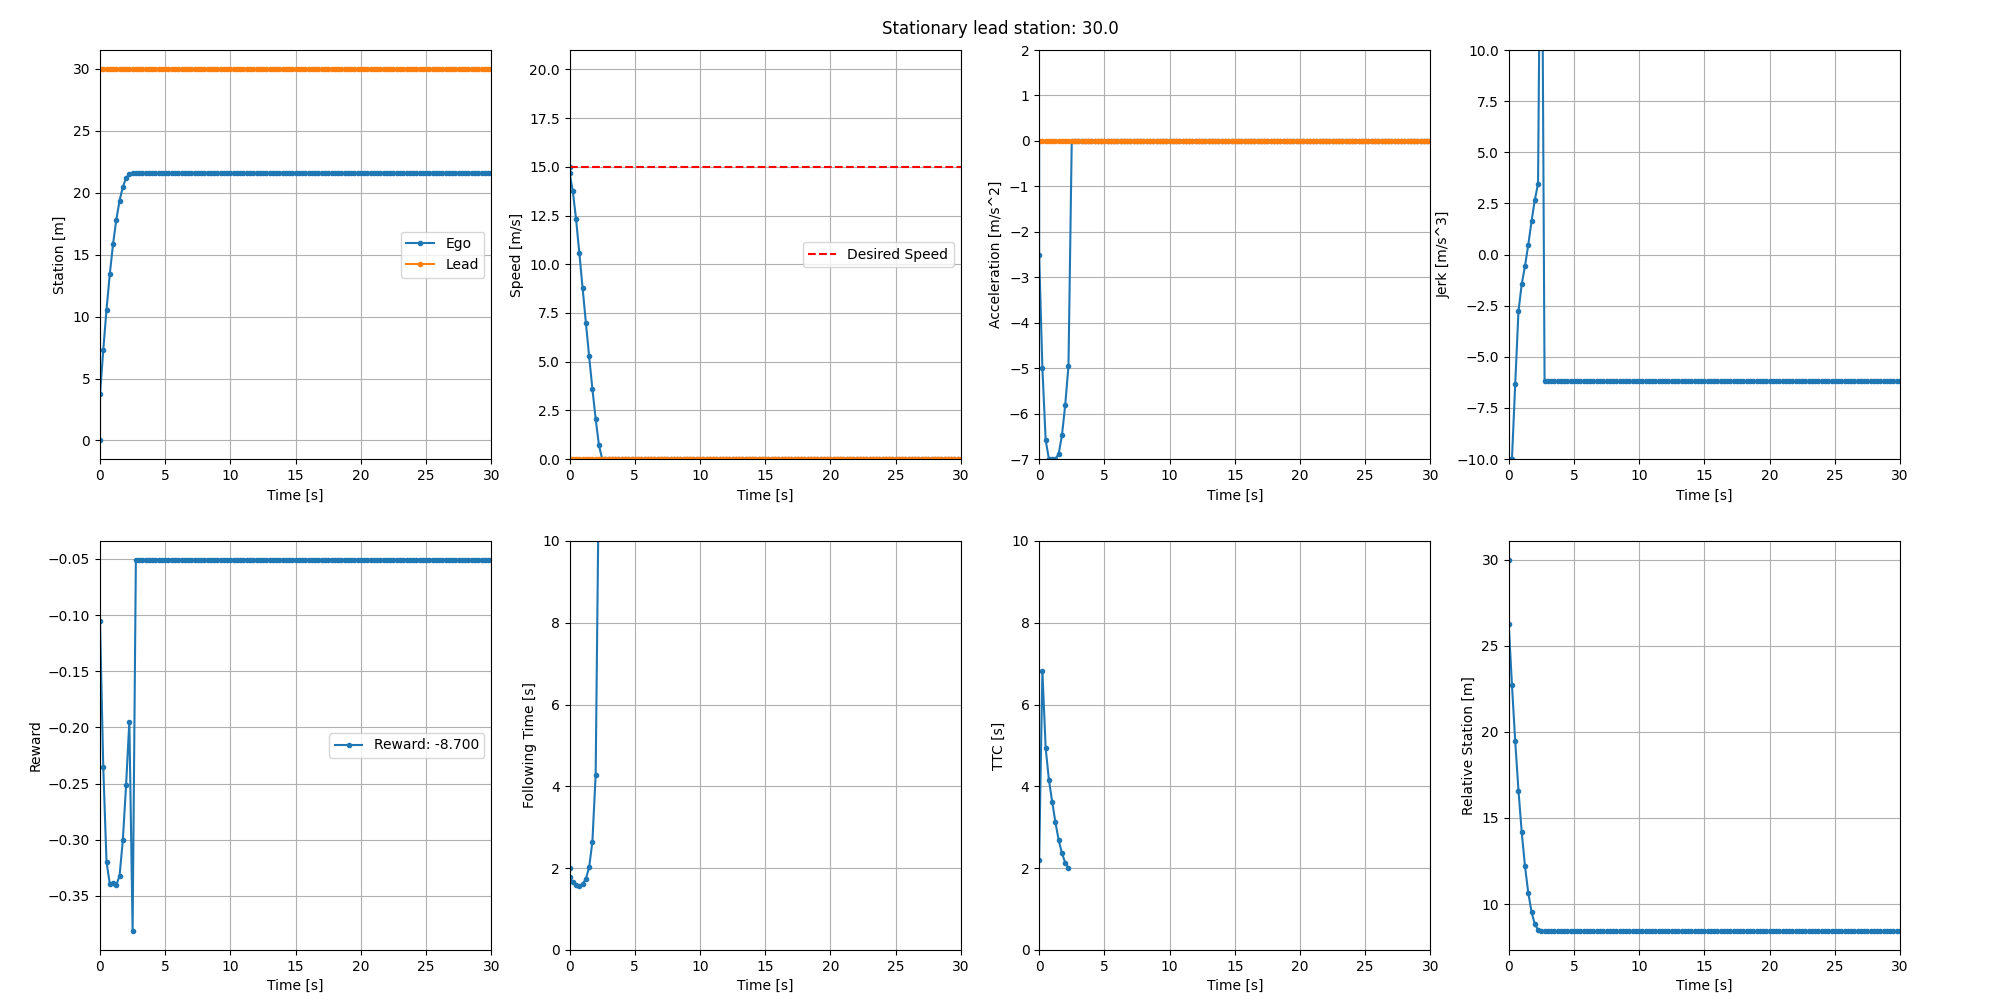 Stationary lead station: 30.0
30
25
20
15
10
5
0
Station [m]
Ego
Lead
0 5 10 15 20 25 30
Time [s]
20.0
17.5
15.0
12.5
10.0
7.5
5.0
2.5
0.0
Speed [m/s]
Desired Speed
0 5 10 15 20 25 30
Time [s]
2
1
0
−1
−2
−3
−4
−5
−6
−7
Acceleration [m/s^2]
0 5 10 15 20 25 30
Time [s]
10.0
7.5
5.0
2.5
0.0
−2.5
−5.0
−7.5
−10.0
Jerk [m/s^3]
0 5 10 15 20 25 30
Time [s]
−0.05
−0.10
−0.15
−0.20
−0.25
−0.30
−0.35
Reward
Reward: -8.700
0 5 10 15 20 25 30
Time [s]
10
8
6
4
2
0
Following Time [s]
0 5 10 15 20 25 30
Time [s]
10
8
6
4
2
0
TTC [s]
0 5 10 15 20 25 30
Time [s]
30
25
20
15
10
Relative Station [m]
0 5 10 15 20 25 30
Time [s]